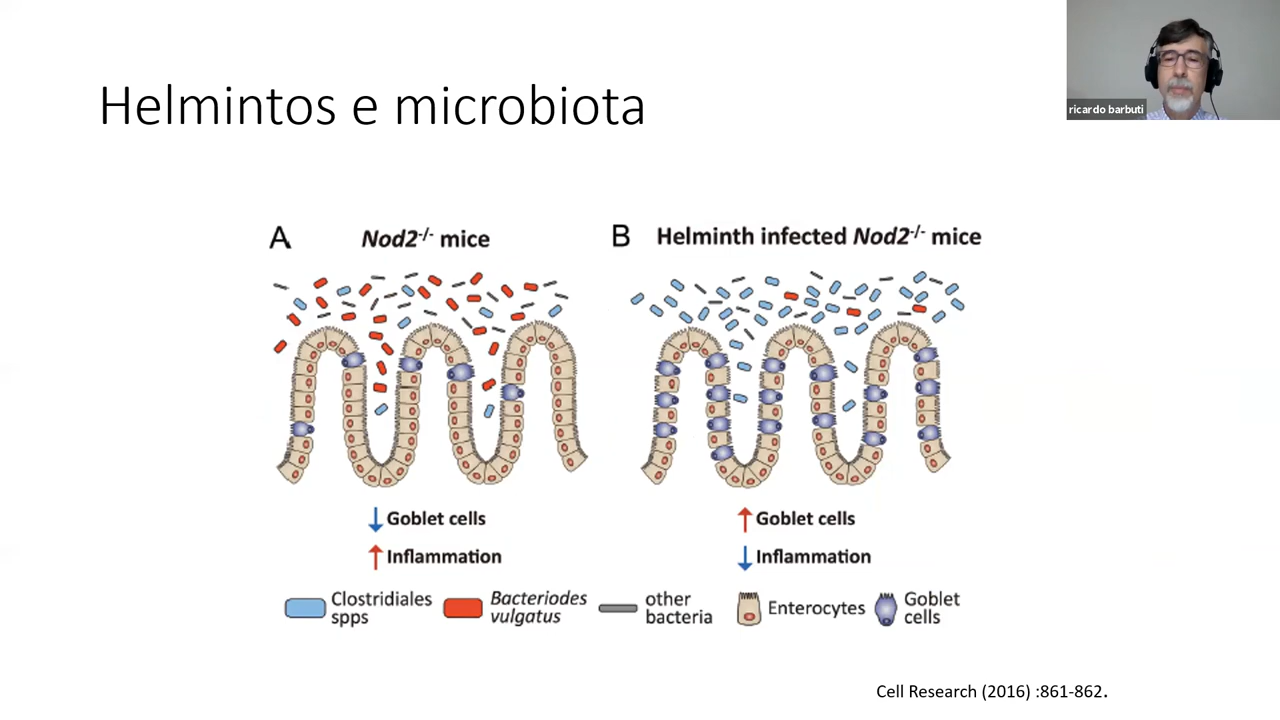 ricardo barbuti
Helmintos e microbiota
A
Nod2-/- mice
B
Helminth infected Nod2-/- mice
↓ Goblet cells
↑ Inflammation
↑ Goblet cells
↓ Inflammation
Clostridiales
spps
Bacteriodes
vulgatus
other
bacteria
Enterocytes
Goblet
cells
Cell Research (2016) :861-862.